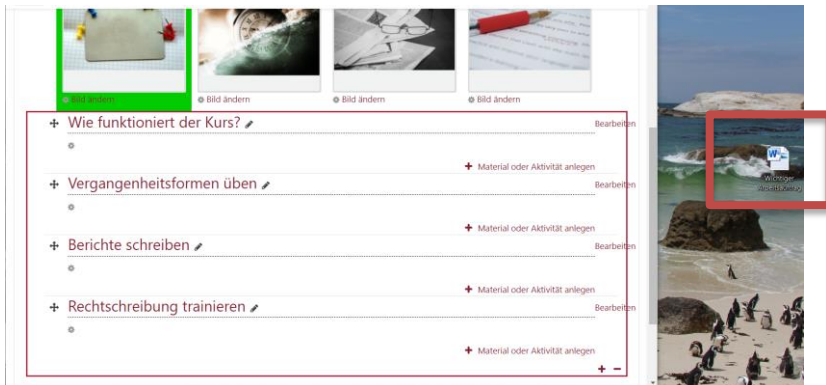 Bild ändern
Bild ändern
Bild ändern
Bild ändern
Wie funktioniert der Kurs?
Bearbeiten
Material oder Aktivität anlegen
Vergangenheitsformen üben
Bearbeiten
Material oder Aktivität anlegen
Berichte schreiben
Bearbeiten
Material oder Aktivität anlegen
Rechtschreibung trainieren
Bearbeiten
Material oder Aktivität anlegen
Wichtiger
Arbeitsauftrag